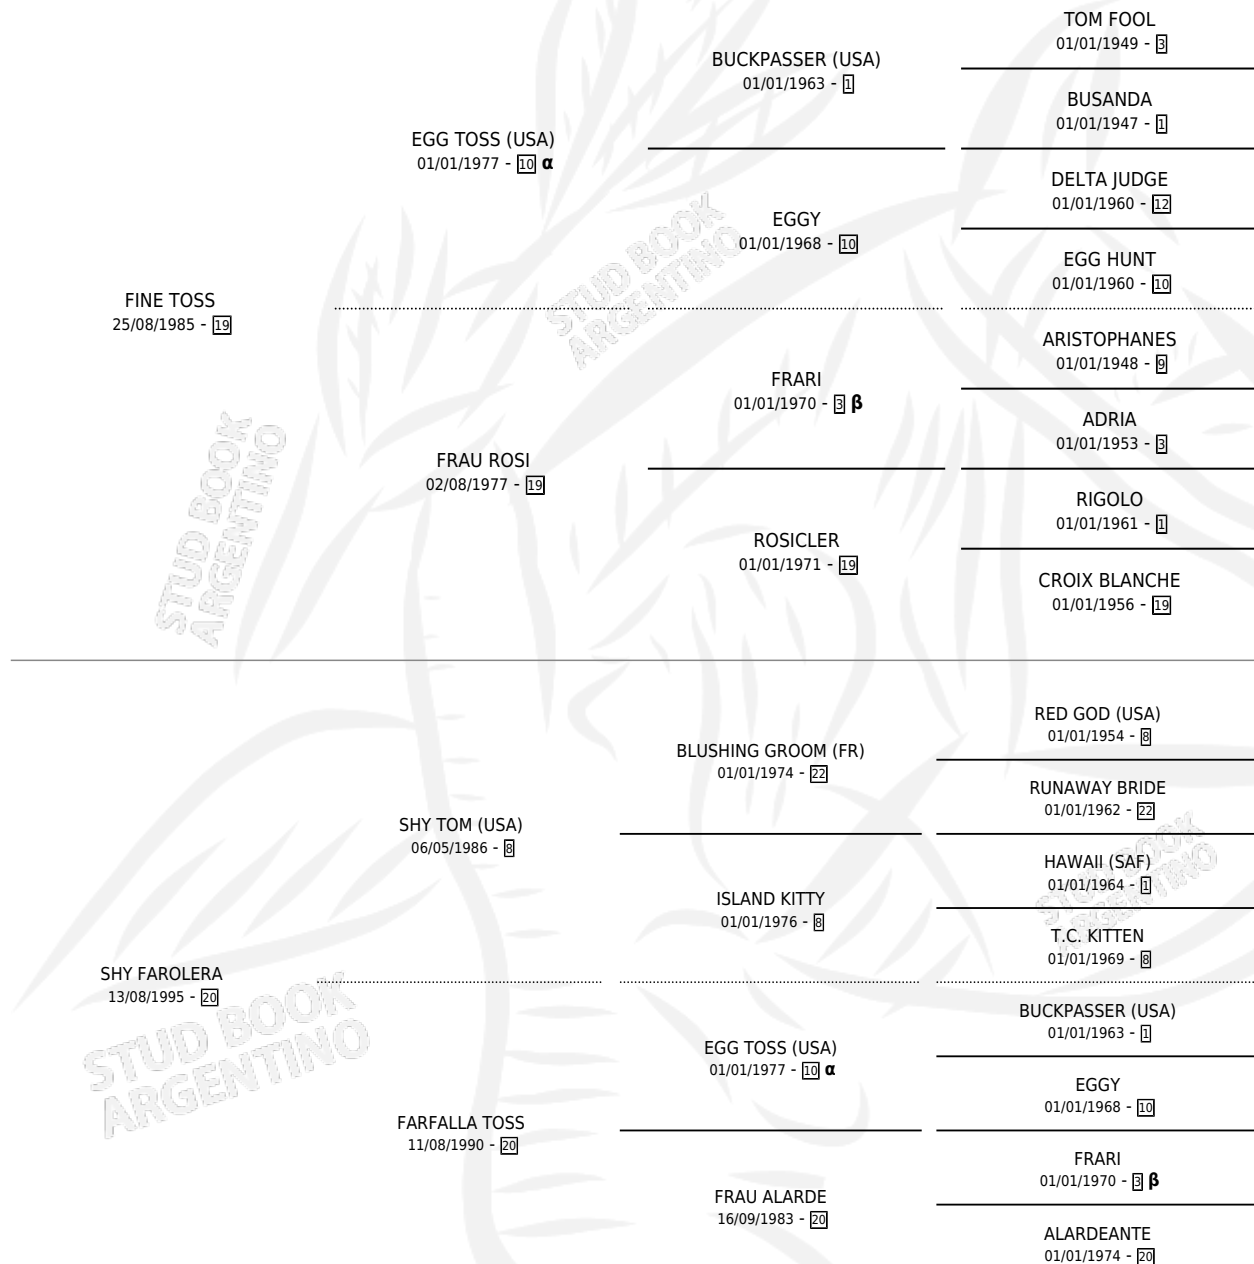 TOM FOOL
01/01/1949 - 3
BUCKPASSER (USA)
01/01/1963 - 1
BUSANDA
01/01/1947 - 1
EGG TOSS (USA)
01/01/1977 - 10 α
DELTA JUDGE
01/01/1960 - 12
EGGY
01/01/1968 - 10
EGG HUNT
01/01/1960 - 10
STUD BOOK
ARGENTINO
FINE TOSS
25/08/1985 - 19
ARISTOPHANES
01/01/1948 - 9
FRARI
01/01/1970 - 3 β
ADRIA
01/01/1953 - 3
FRAU ROSI
02/08/1977 - 19
RIGOLO
01/01/1961 - 1
ROSICLER
01/01/1971 - 19
CROIX BLANCHE
01/01/1956 - 19
STUD BOOK
ARGENTINO
RED GOD (USA)
01/01/1954 - 8
BLUSHING GROOM (FR)
01/01/1974 - 22
RUNAWAY BRIDE
01/01/1962 - 22
SHY TOM (USA)
06/05/1986 - 8
HAWAII (SAF)
01/01/1964 - 1
ISLAND KITTY
01/01/1976 - 8
T.C. KITTEN
01/01/1969 - 8
STUD BOOK
ARGENTINO
SHY FAROLERA
13/08/1995 - 20
BUCKPASSER (USA)
01/01/1963 - 1
EGG TOSS (USA)
01/01/1977 - 10 α
EGGY
01/01/1968 - 10
STUD BOOK
ARGENTINO
FARFALLA TOSS
11/08/1990 - 20
FRARI
01/01/1970 - 3 β
FRAU ALARDE
16/09/1983 - 20
ALARDEANTE
01/01/1974 - 20